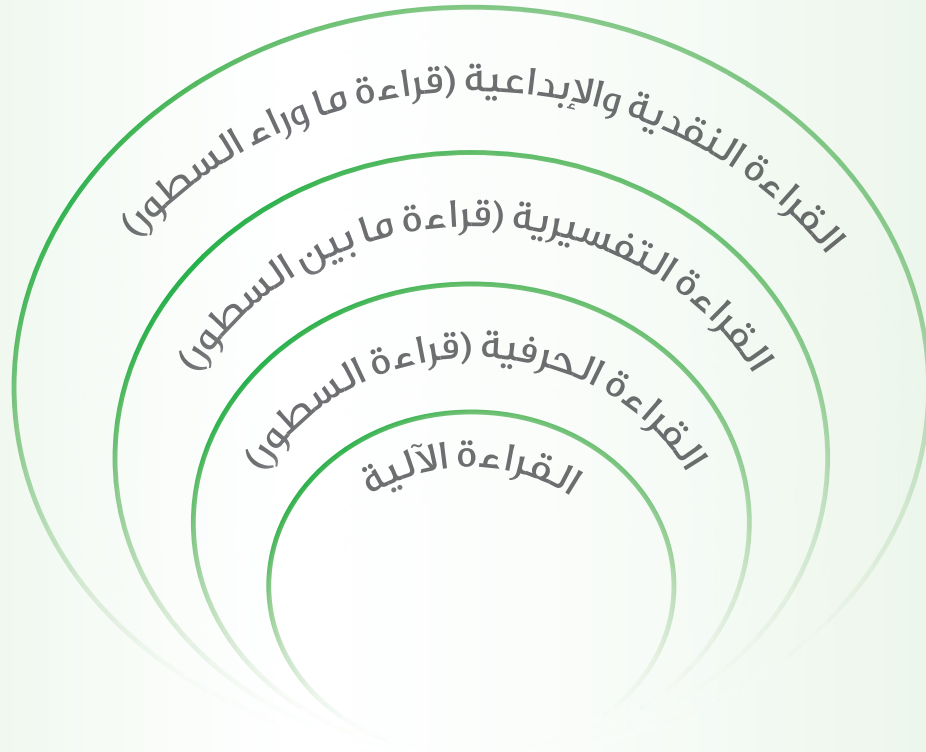 القراءة النقدية والإبداعية (قراءة ما وراء السطور)
القراءة التفسيرية (قراءة ما بين السطور)
القراءة الحرفية (قراءة السطور)
القراءة الآلية